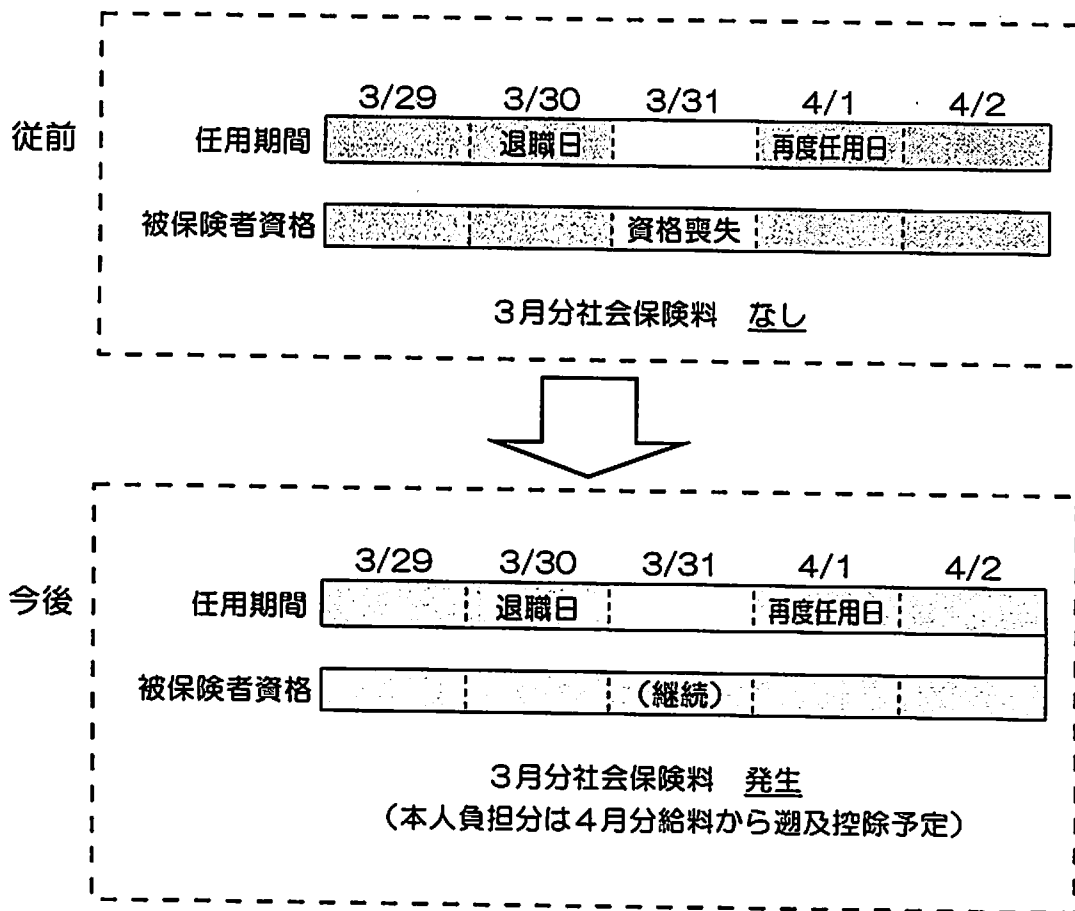 従前
3/29 3/30 3/31 4/1 4/2
任用期間 退職日 再度任用日
被保険者資格 資格喪失
３月分社会保険料 なし
今後
3/29 3/30 3/31 4/1 4/2
任用期間 退職日 再度任用日
被保険者資格 （継続）
３月分社会保険料 発生
（本人負担分は４月分給料から遡及控除予定）